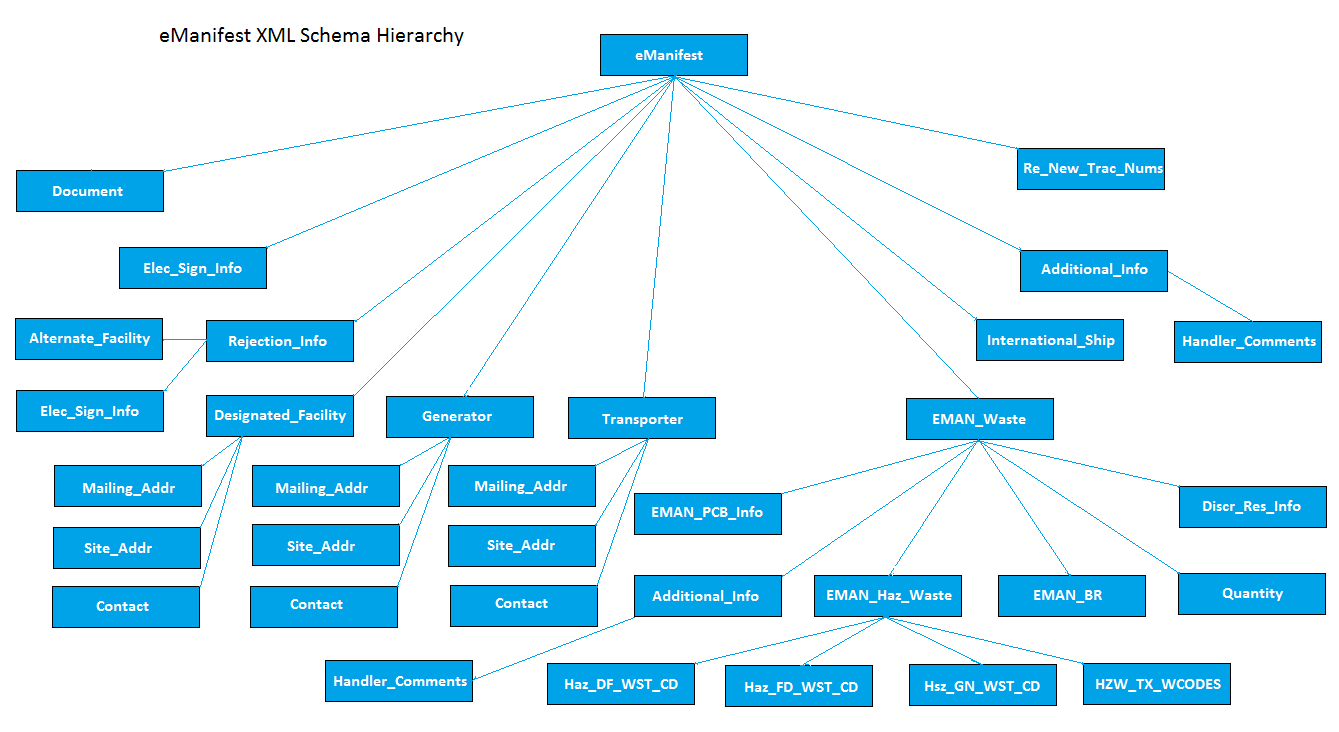 eManifest XML Schema Hierarchy
eManifest
Re_New_Trac_Nums
Document
Elec_Sign_Info
Additional_Info
Alternate_Facility
Rejection_Info
International_Ship
Handler_Comments
Elec_Sign_Info
Designated_Facility
Generator
Transporter
EMAN_Waste
Mailing_Addr
Mailing_Addr
Mailing_Addr
EMAN_PCB_Info
Discr_Res_Info
Site_Addr
Site_Addr
Site_Addr
Contact
Contact
Contact
Additional_Info
EMAN_Haz_Waste
EMAN_BR
Quantity
Handler_Comments
Haz_DF_WST_CD
Haz_FD_WST_CD
Hsz_GN_WST_CD
HZW_TX_WCODES